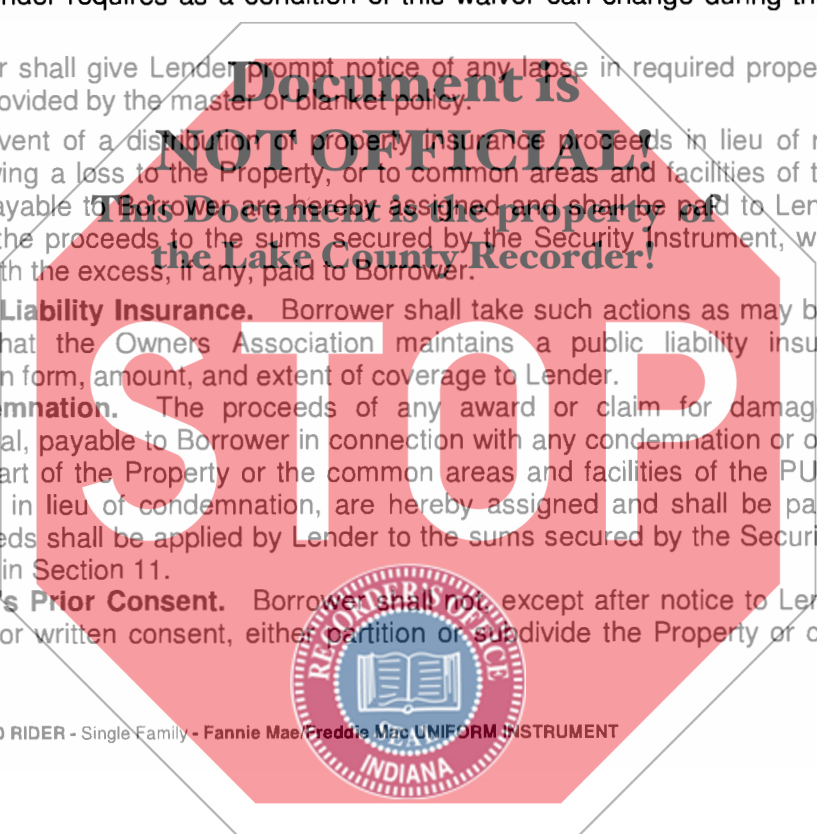 nder requires as a condition of this waiver can change during th
r shall give Lender prompt notice of any lapse in required prope
ovided by the master or blanket policy.
vent of a distribution of property insurance proceeds in lieu of r
ing a loss to the Property, or to common areas and facilities of t
ayable to Borrower are hereby assigned and shall be paid to Len
the proceeds to the sums secured by the Security Instrument, w
th the excess, if any, paid to Borrower.
Document is
NOT OFFICIAL!
This Document is the property of
the Lake County Recorder!
Liability Insurance. Borrower shall take such actions as may b
hat the Owners Association maintains a public liability insu
n form, amount, and extent of coverage to Lender.
STOP
mnation. The proceeds of any award or claim for damag
al, payable to Borrower in connection with any condemnation or o
art of the Property or the common areas and facilities of the PU
in lieu of condemnation, are hereby assigned and shall be pa
eds shall be applied by Lender to the sums secured by the Securi
in Section 11.
's Prior Consent. Borrower shall not, except after notice to Len
or written consent, either partition or subdivide the Property or c
RECORDER'S OFFICE
SEAL
INDIANA
D RIDER - Single Family - Fannie Mae/Freddie Mac UNIFORM INSTRUMENT